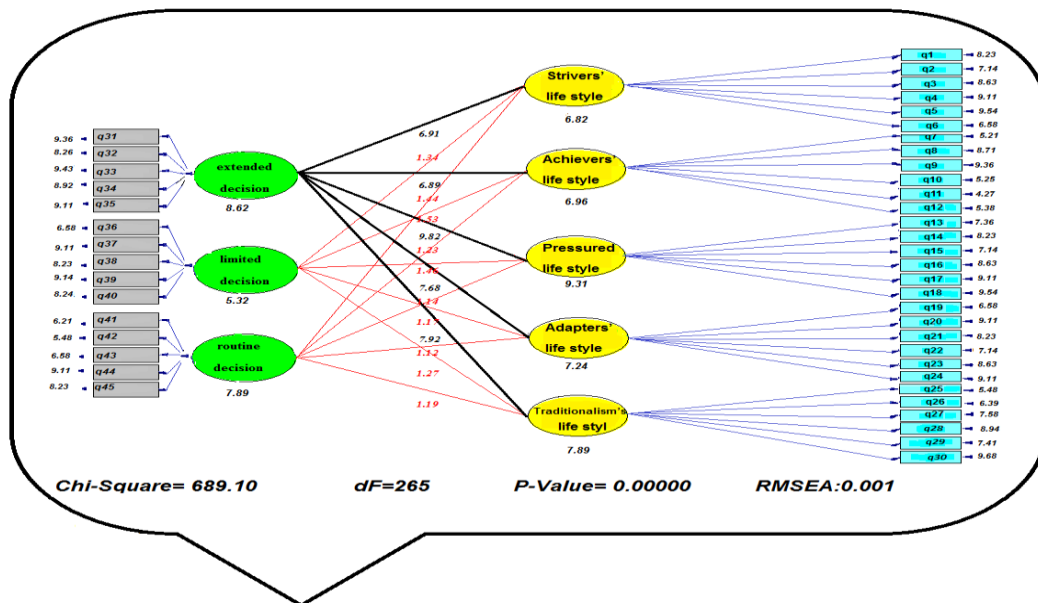 Strivers'
life style
6.82
Achievers'
life style
6.96
Pressured
life style
9.31
Adapters'
life style
7.24
Traditionalism's
life styl
7.89
extended
decision
8.62
limited
decision
5.32
routine
decision
7.89
9.36 q31
8.26 q32
9.43 q33
8.92 q34
9.11 q35
6.58 q36
9.11 q37
8.23 q38
9.14 q39
8.24 q40
6.21 q41
5.48 q42
6.58 q43
9.11 q44
8.23 q45
6.91
1.34
6.89
1.44
1.53
9.82
1.23
1.46
7.68
1.14
7.92
1.12
1.27
1.19
q1 8.23
q2 7.14
q3 8.63
q4 9.11
q5 9.54
q6 6.58
q7 5.21
q8 8.71
q9 9.36
q10 5.25
q11 4.27
q12 5.38
q13 7.36
q14 8.23
q15 7.14
q16 8.63
q17 9.11
q18 9.54
q19 6.58
q20 9.11
q21 8.23
q22 7.14
q23 8.63
q24 9.11
q25 5.48
q26 6.39
q27 7.58
q28 8.94
q29 7.41
q30 9.68
Chi-Square= 689.10 dF=265 P-Value= 0.00000 RMSEA:0.001